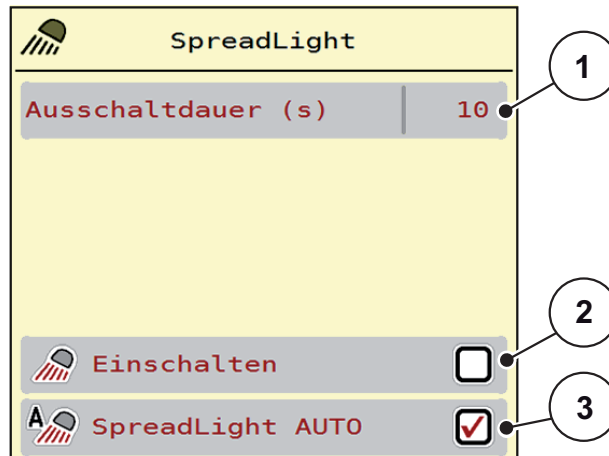 SpreadLight
1
Ausschaltdauer (s) 10
2
Einschalten
3
A SpreadLight AUTO